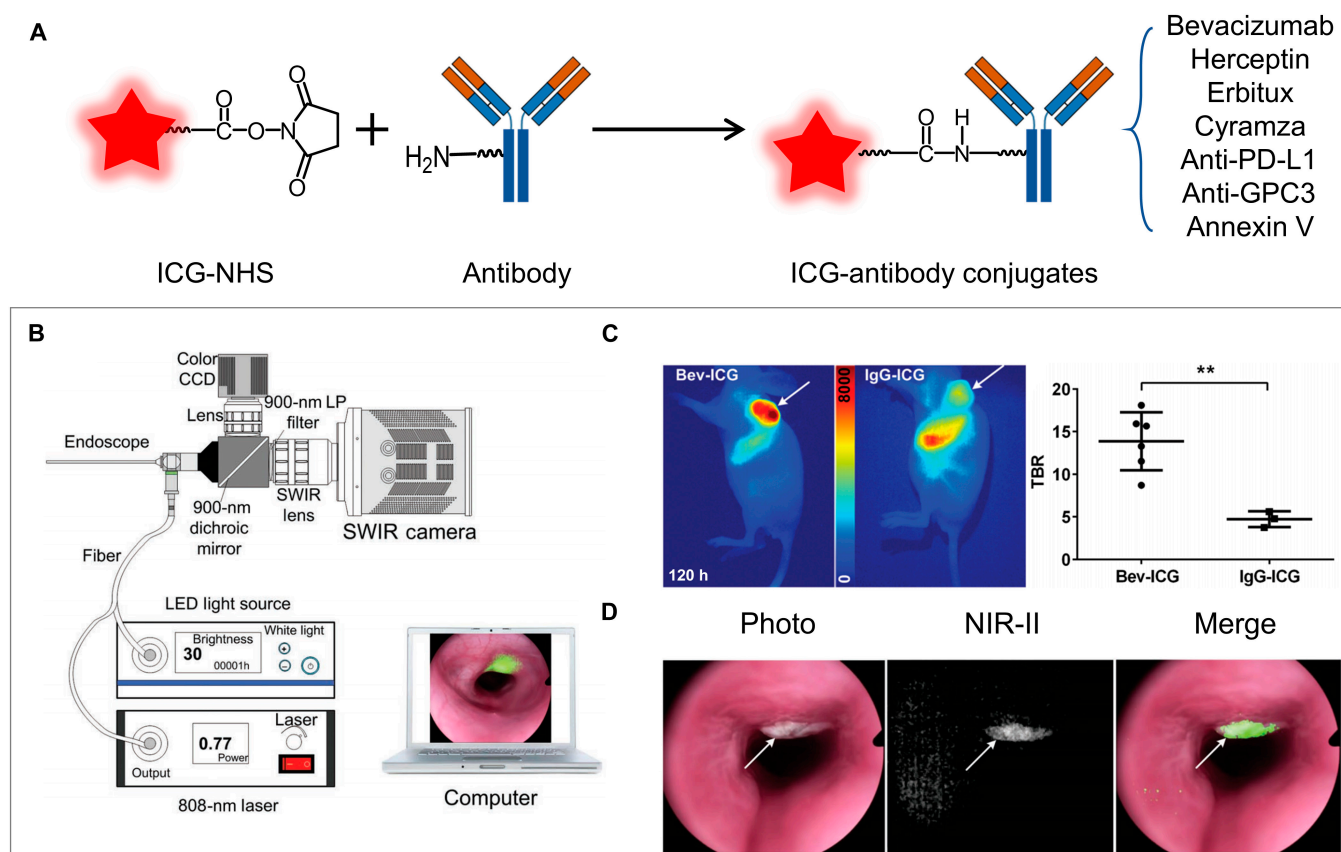 A
O
C
O
N
O
O
+
H₂N
O
C
H
N
Bevacizumab
Herceptin
Erbitux
Cyramza
Anti-PD-L1
Anti-GPC3
Annexin V
ICG-NHS
Antibody
ICG-antibody conjugates
B
Color
CCD
Lens
900-nm LP
filter
Endoscope
900-nm
dichroic
mirror
SWIR
lens
SWIR camera
Fiber
LED light source
Brightness
30
00001h
White light
+
−
Laser
0.77
Power
Output
808-nm laser
Computer
C
Bev-ICG
120 h
8000
0
IgG-ICG
**
TBR
20
15
10
5
0
Bev-ICG
IgG-ICG
D
Photo
NIR-II
Merge